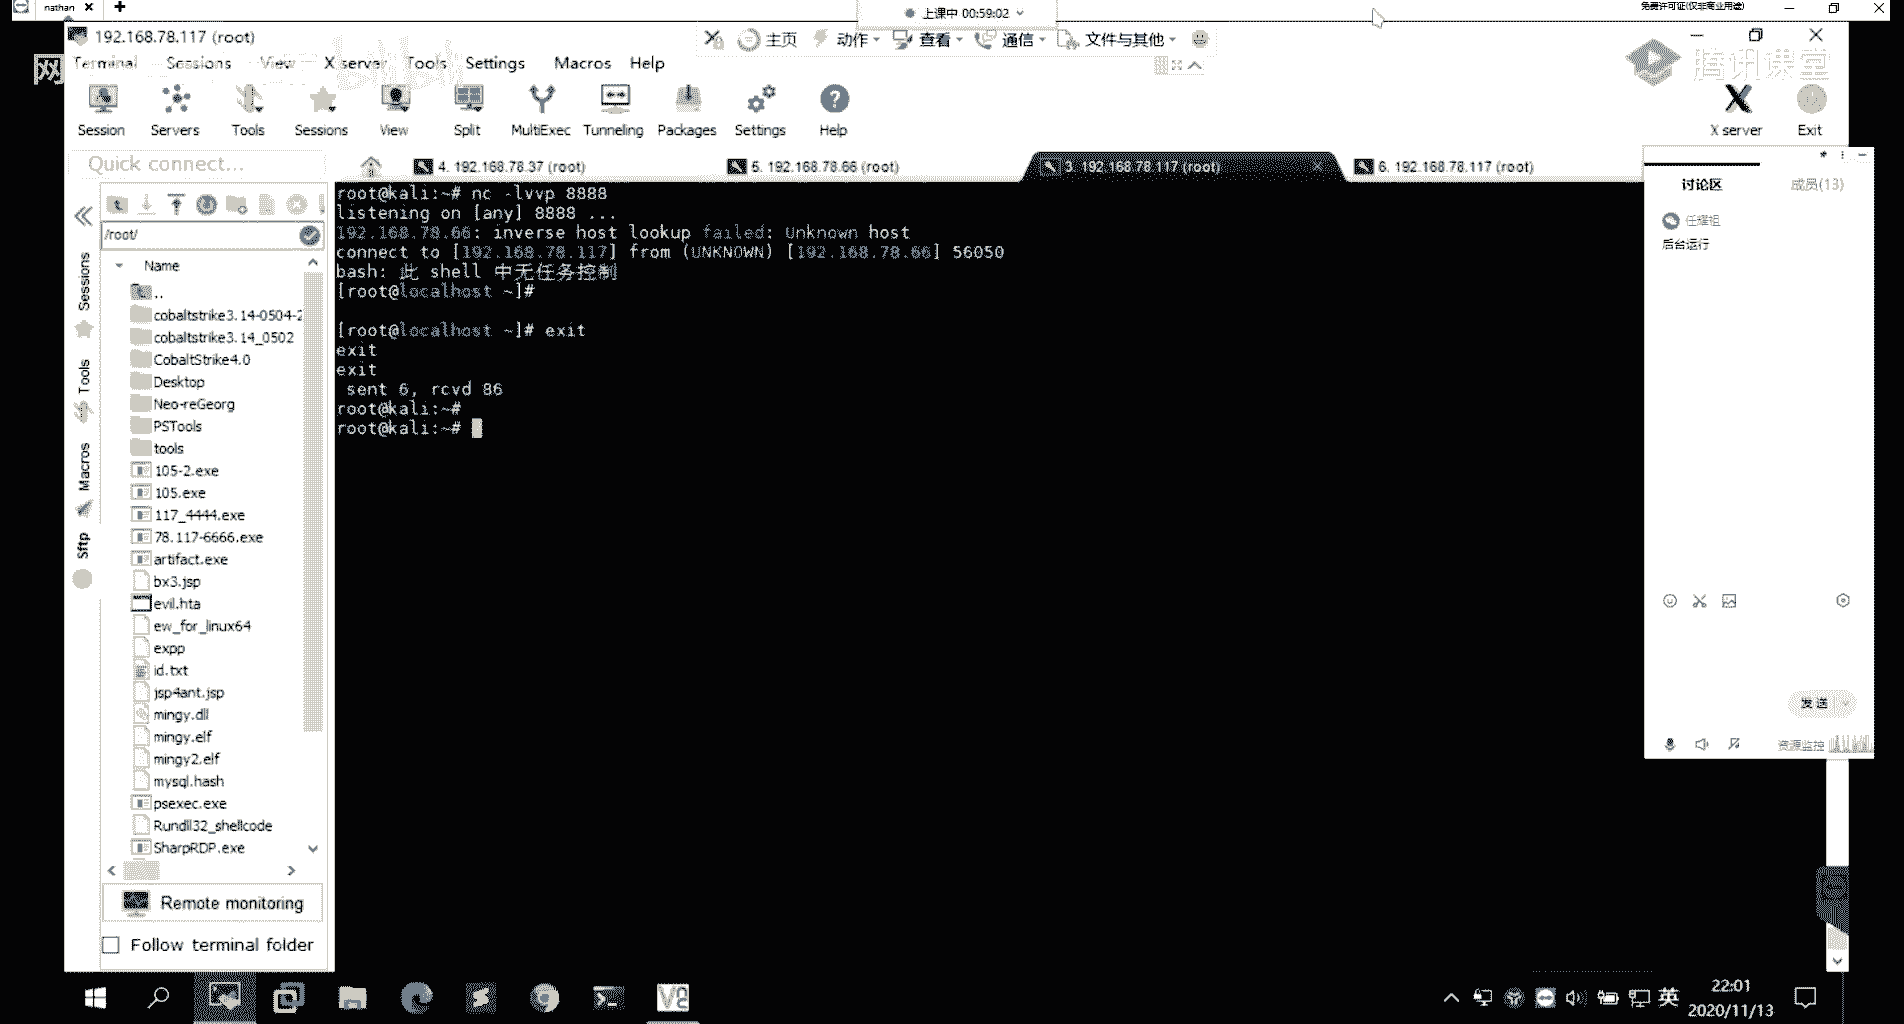 nathan
上课中 00:59:02
免费许可证(仅非商业用途)
192.168.78.117 (root)
主页
动作
查看
通信
文件与其他
网
腾讯课堂
Terminal Sessions View X server Tools Settings Macros Help
Session Servers Tools Sessions View Split MultiExec Tunneling Packages Settings Help
X server Exit
Quick connect...
4. 192.168.78.37 (root)
5. 192.168.78.66 (root)
3. 192.168.78.117 (root)
6. 192.168.78.117 (root)
Sessions
Tools
Macros
Sftp
/root/
Name
..
cobaltstrike3.14-0504-2
cobaltstrike3.14_0502
CobaltStrike4.0
Desktop
Neo-reGeorg
PSTools
tools
105-2.exe
105.exe
117_4444.exe
78.117-6666.exe
artifact.exe
bx3.jsp
evil.hta
ew_for_linux64
expp
id.txt
jsp4ant.jsp
mingy.dll
mingy.elf
mingy2.elf
mysql.hash
psexec.exe
Rundll32_shellcode
SharpRDP.exe
Remote monitoring
Follow terminal folder
root@kali:~# nc -lvvp 8888
listening on [any] 8888 ...
192.168.78.66: inverse host lookup failed: Unknown host
connect to [192.168.78.117] from (UNKNOWN) [192.168.78.66] 56050
bash: 此 shell 中无任务控制
[root@localhost ~]#
[root@localhost ~]# exit
exit
exit
sent 6, rcvd 86
root@kali:~#
root@kali:~#
讨论区
成员(13)
任耀祖
后台运行
发送
资源监控
英
22:01
2020/11/13